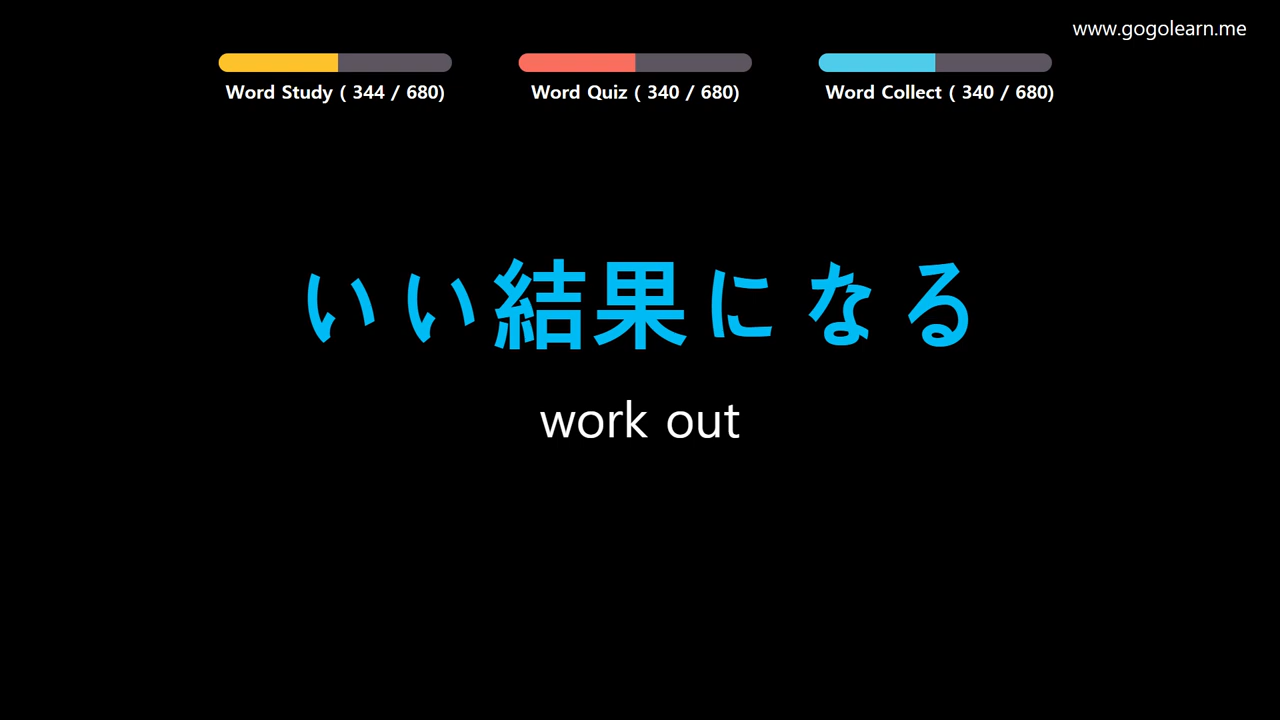 www.gogolearn.me
Word Study ( 344 / 680)
Word Quiz ( 340 / 680)
Word Collect ( 340 / 680)
いい結果になる
work out